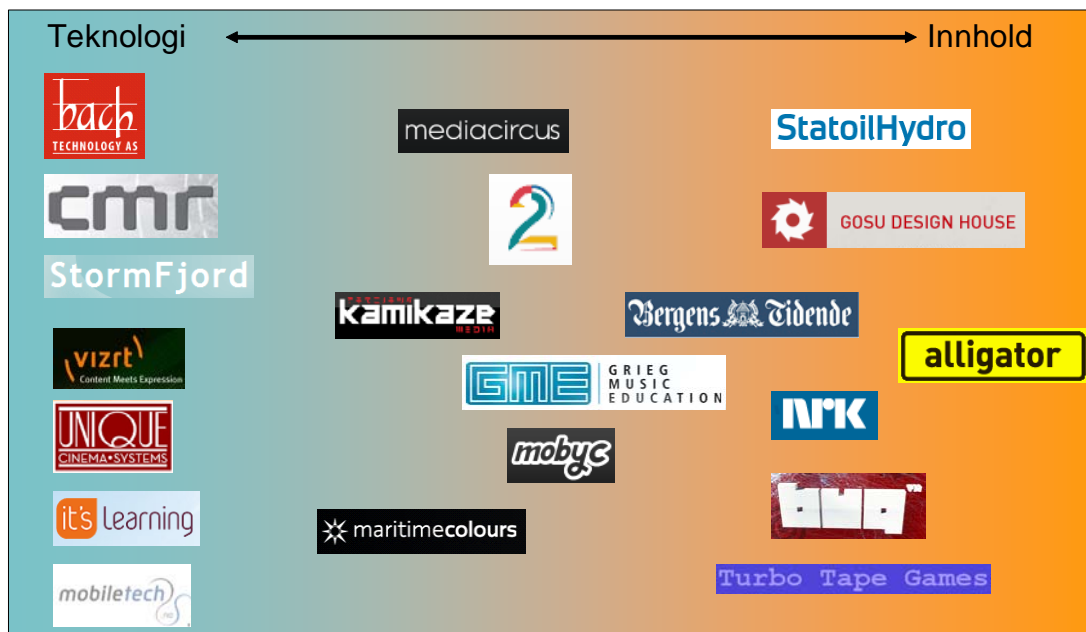 Teknologi
Innhold
bach
TECHNOLOGY AS
mediacircus
StatoilHydro
cmr
2
GOSU DESIGN HOUSE
StormFjord
kamikaze
MEDIA
Bergens Tidende
vizrt
Content Meets Expression
alligator
GME
GRIEG
MUSIC
EDUCATION
UNIQUE
CINEMA•SYSTEMS
nrk
mobyc
it's Learning
maritimecolours
mobiletech
Turbo Tape Games